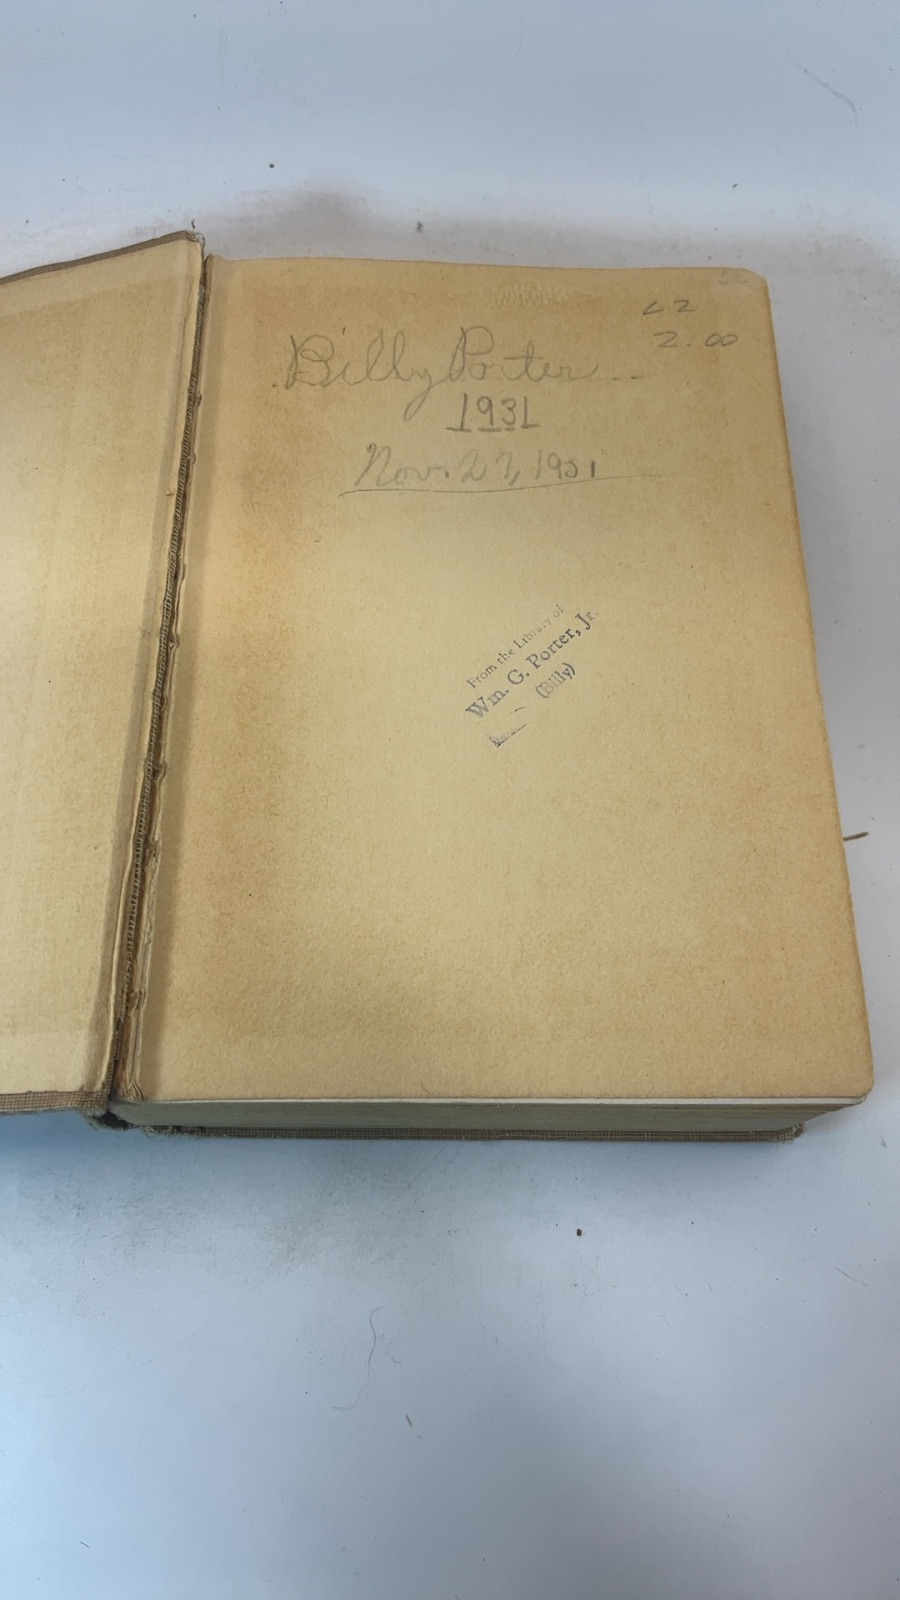 2.00
Billy Porter
1931
Nov. 27, 1931
From the Library of
Wm. G. Porter, Jr.
(Billy)